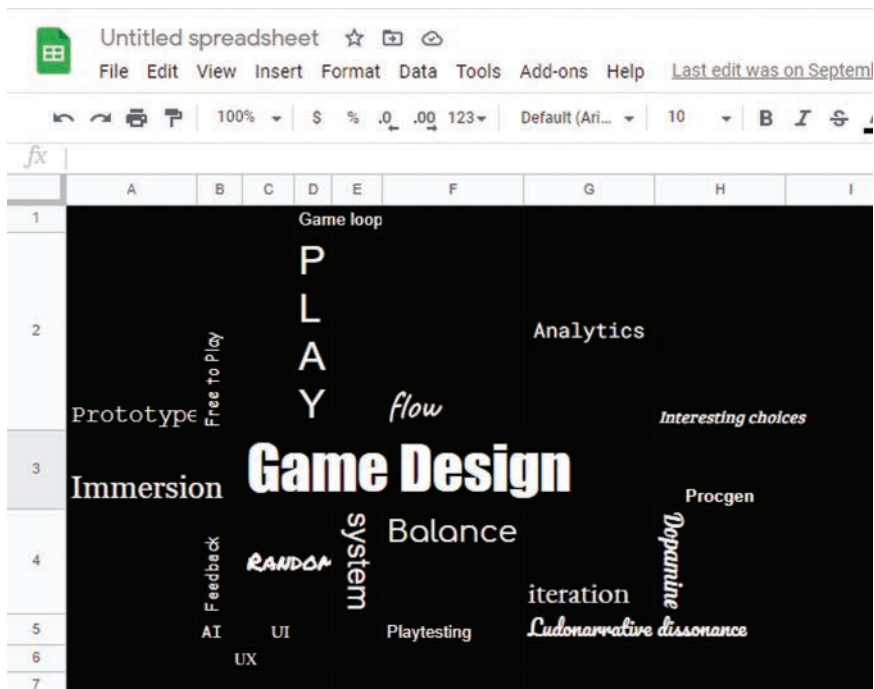 Untitled spreadsheet
File Edit View Insert Format Data Tools Add-ons Help Last edit was on Septem
100% $ % .0 .00 123 Default (Ari... 10 B I S
fx
A B C D E F G H I
1
Game loop
2
PLAY
Free to Play
Analytics
Prototype
flow
Interesting choices
3
Game Design
Immersion
Procgen
4
Feedback
RANDOM
system
Balance
iteration
Dopamine
5
AI UI Playtesting Ludonarrative dissonance
6
UX
7